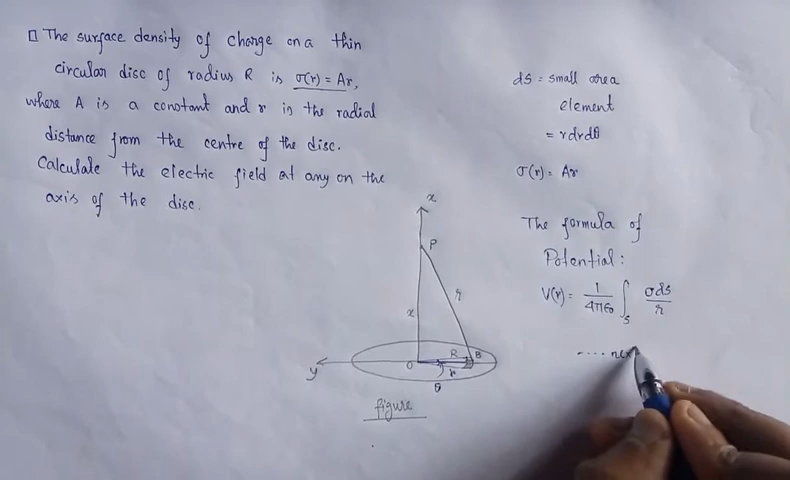 □ The surface density of charge on a thin
circular disc of radius R is σ(r) = Ar,
where A is a constant and r is the radial
distance from the centre of the disc.
Calculate the electric field at any on the
axis of the disc.
x
P
r
x
R
B
O
r
y
θ
figure
ds = small area
element
= rdrdθ
σ(r) = Ar
The formula of
Potential:
V(r) = 1/4πε₀ ∫s σds/r
.... nex